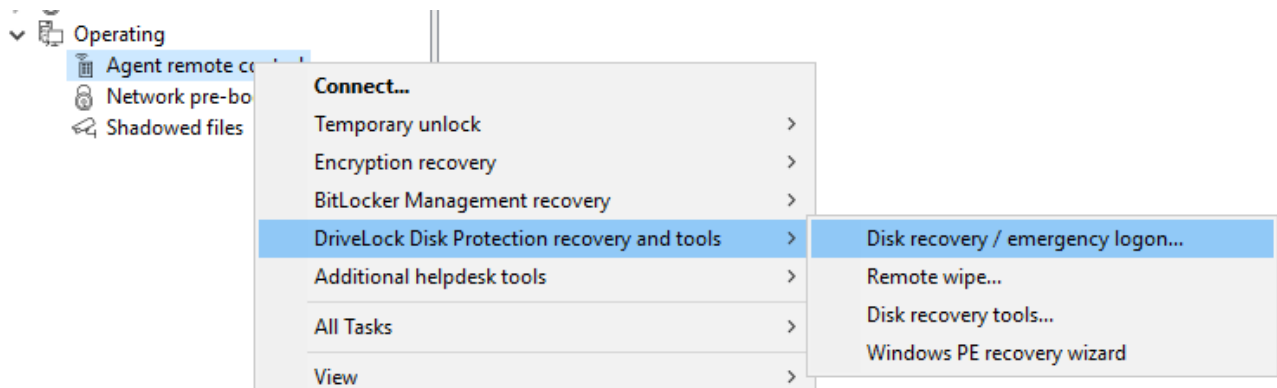 Operating
Agent remote
Network pre-bo
Shadowed files
Connect...
Temporary unlock
Encryption recovery
BitLocker Management recovery
DriveLock Disk Protection recovery and tools
Additional helpdesk tools
All Tasks
View
Disk recovery / emergency logon...
Remote wipe...
Disk recovery tools...
Windows PE recovery wizard